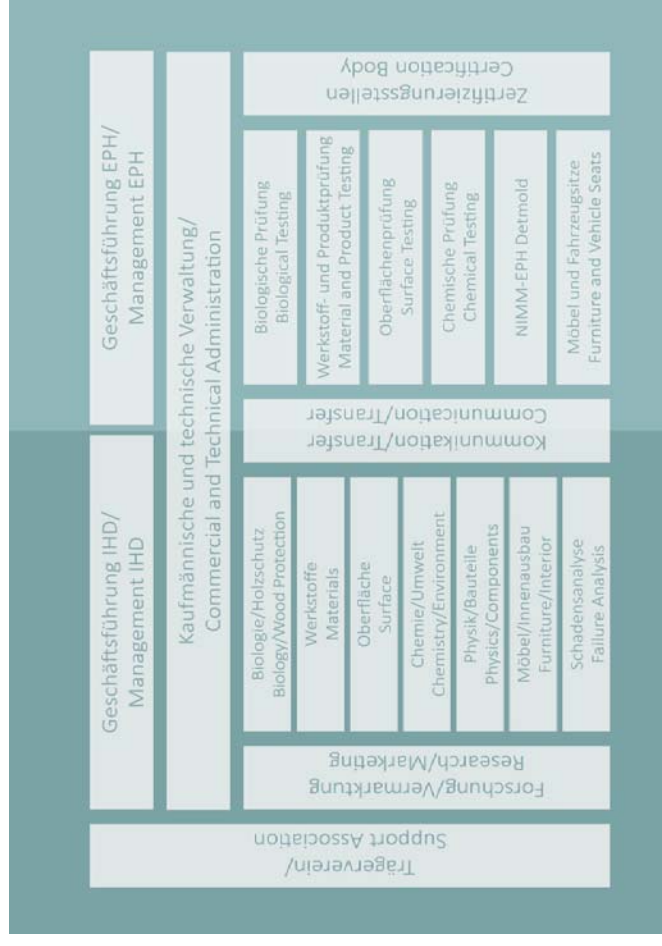 Trägerverein/
Support Association
Geschäftsführung IHD/
Management IHD
Geschäftsführung EPH/
Management EPH
Kaufmännische und technische Verwaltung/
Commercial and Technical Administration
Forschung/Vermarktung
Research/Marketing
Biologie/Holzschutz
Biology/Wood Protection
Werkstoffe
Materials
Oberfläche
Surface
Chemie/Umwelt
Chemistry/Environment
Physik/Bauteile
Physics/Components
Möbel/Innenausbau
Furniture/Interior
Schadensanalyse
Failure Analysis
Kommunikation/Transfer
Communication/Transfer
Biologische Prüfung
Biological Testing
Werkstoff- und Produktprüfung
Material and Product Testing
Oberflächenprüfung
Surface Testing
Chemische Prüfung
Chemical Testing
NIMM-EPH Detmold
Möbel und Fahrzeugsitze
Furniture and Vehicle Seats
Zertifizierungsstellen
Certification Body